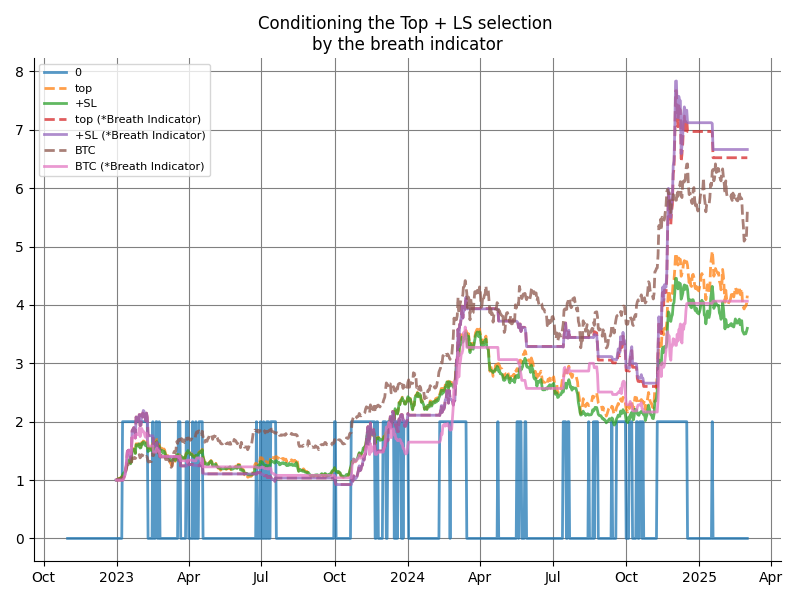 Conditioning the Top + LS selection
by the breath indicator
8
7
6
5
4
3
2
1
0
0
top
+SL
top (*Breath Indicator)
+SL (*Breath Indicator)
BTC
BTC (*Breath Indicator)
Oct 2023 Apr Jul Oct 2024 Apr Jul Oct 2025 Apr